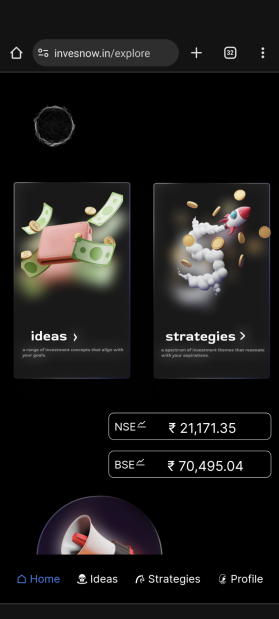 invesnow.in/explore
32
ideas
a range of investment concepts that align with
your goals.
strategies
a spectrum of investment themes that resonate
with your aspirations.
NSE ₹ 21,171.35
BSE ₹ 70,495.04
Home Ideas Strategies Profile